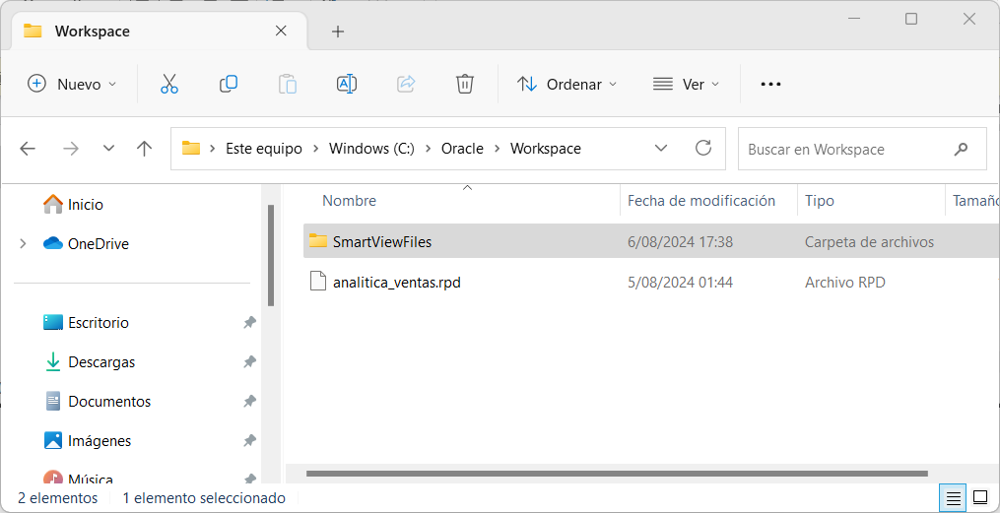 Workspace
Nuevo Ordenar Ver
Este equipo Windows (C:) Oracle Workspace Buscar en Workspace
Nombre Fecha de modificación Tipo Tamaño
Inicio
OneDrive
SmartViewFiles 6/08/2024 17:38 Carpeta de archivos
analitica_ventas.rpd 5/08/2024 01:44 Archivo RPD
Escritorio
Descargas
Documentos
Imágenes
Música
2 elementos 1 elemento seleccionado